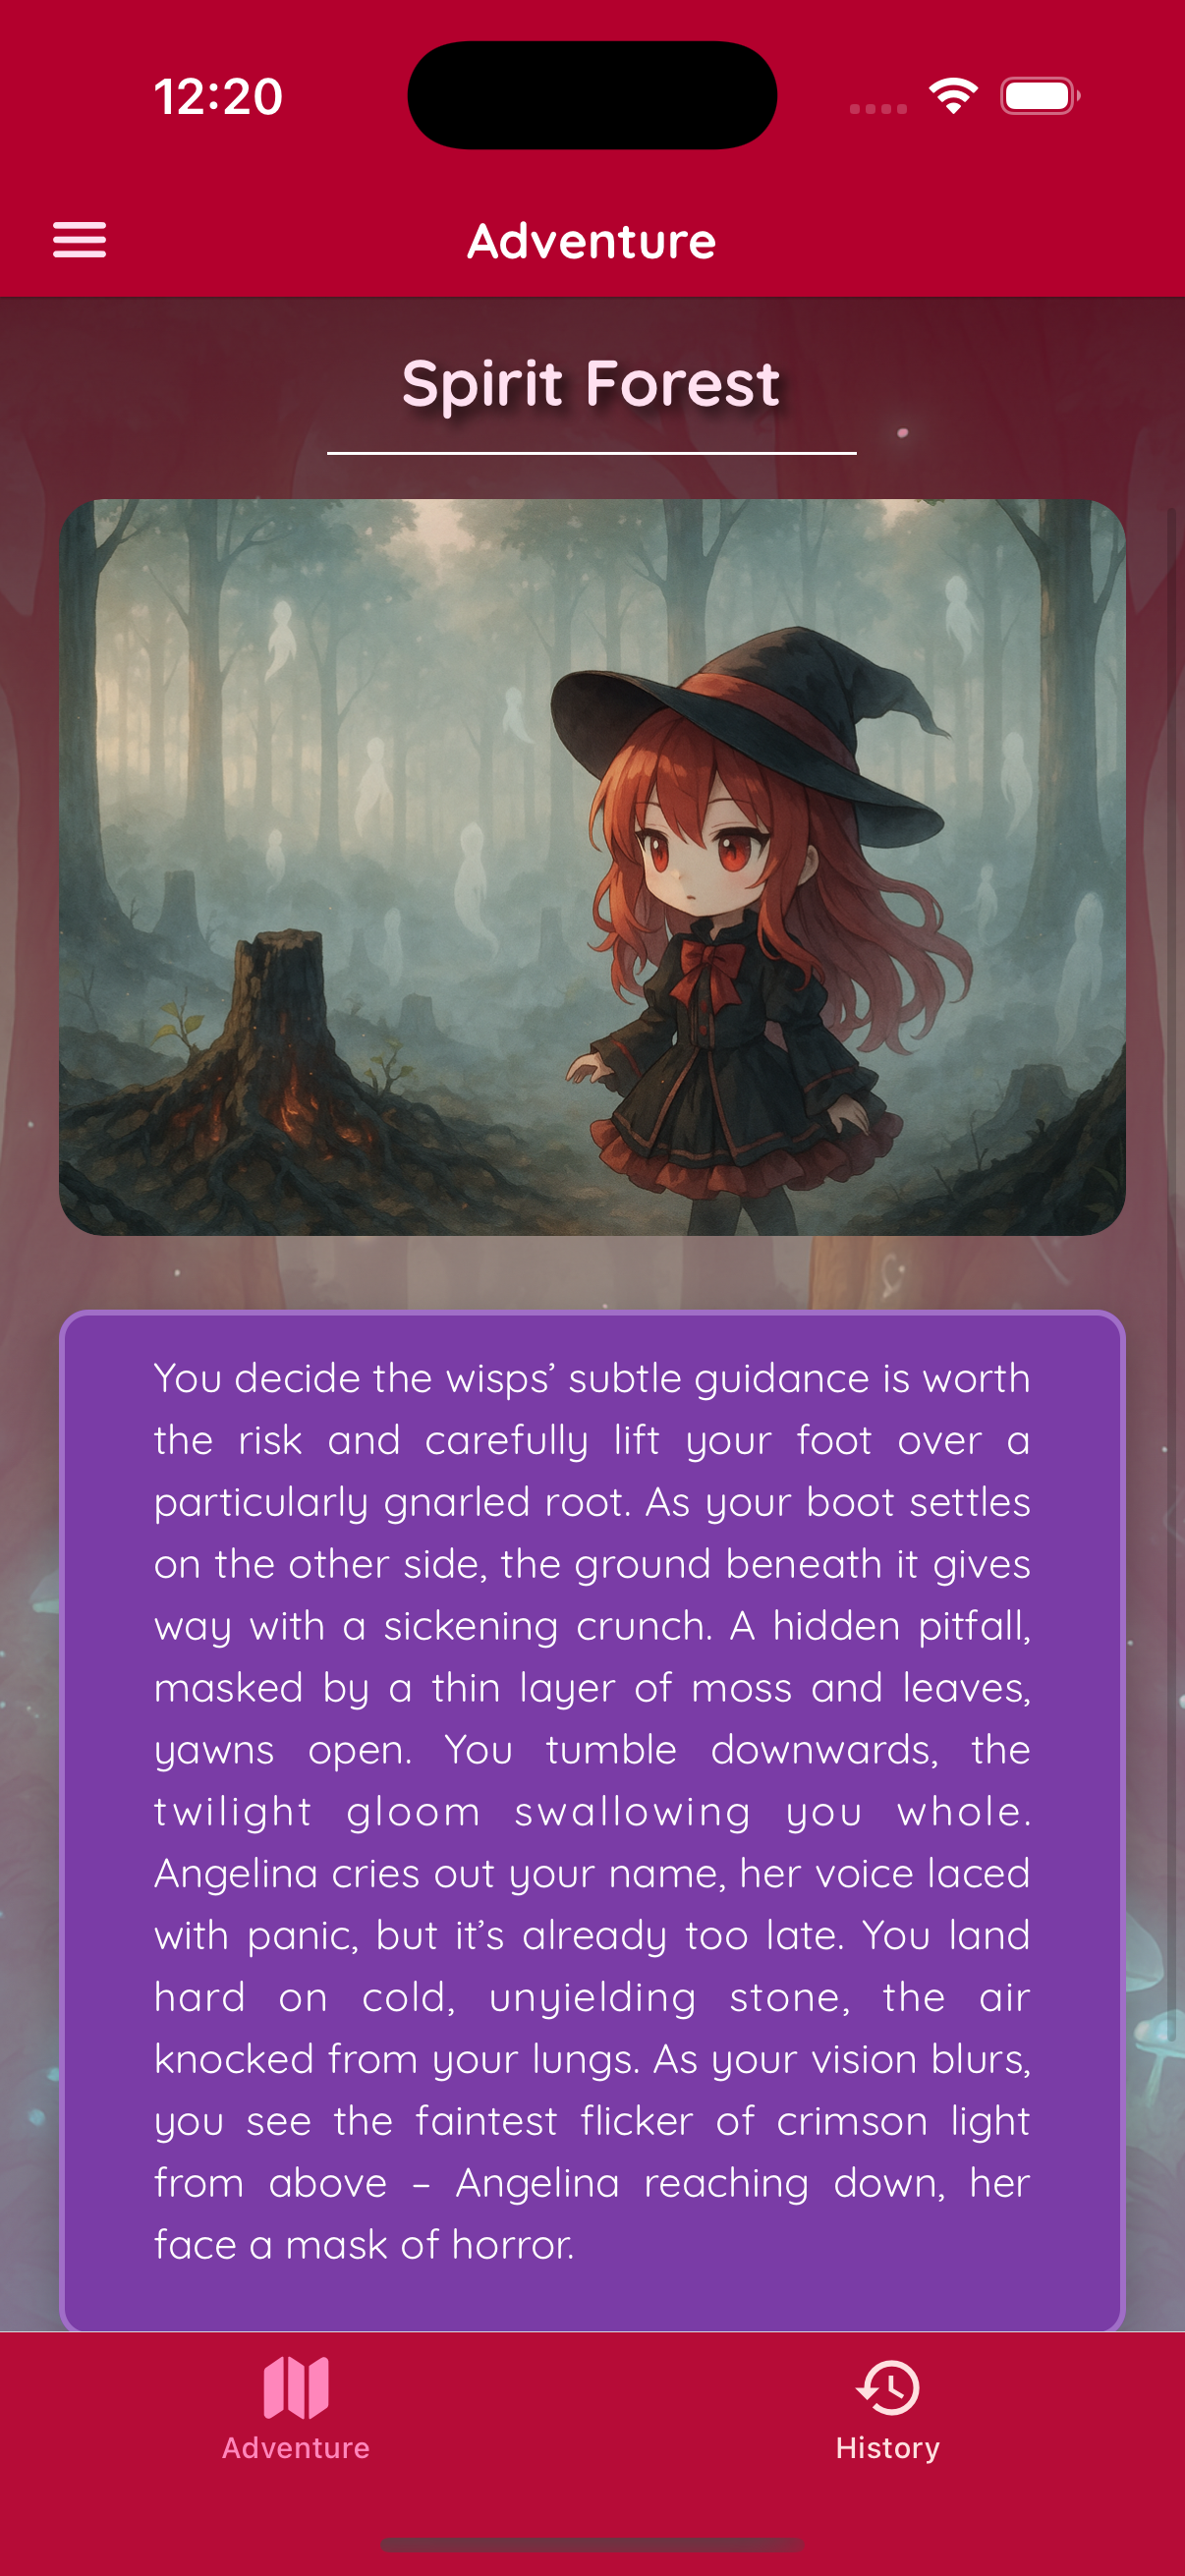 12:20
Adventure
Spirit Forest
You decide the wisps’ subtle guidance is worth
the risk and carefully lift your foot over a
particularly gnarled root. As your boot settles
on the other side, the ground beneath it gives
way with a sickening crunch. A hidden pitfall,
masked by a thin layer of moss and leaves,
yawns open. You tumble downwards, the
twilight gloom swallowing you whole.
Angelina cries out your name, her voice laced
with panic, but it’s already too late. You land
hard on cold, unyielding stone, the air
knocked from your lungs. As your vision blurs,
you see the faintest flicker of crimson light
from above – Angelina reaching down, her
face a mask of horror.
Adventure
History